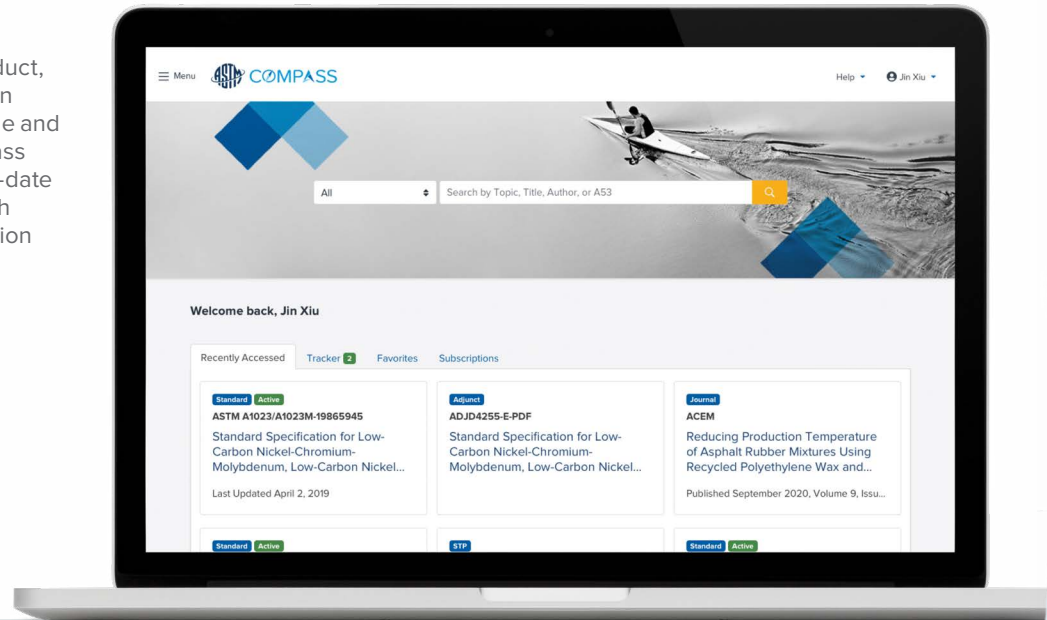 duct,
n
e and
ass
-date
h
ion
Menu
ASTM COMPASS
Help
Jin Xiu
All
Search by Topic, Title, Author, or A53
Welcome back, Jin Xiu
Recently Accessed
Tracker 2
Favorites
Subscriptions
Standard Active
ASTM A1023/A1023M-19865945
Standard Specification for Low-
Carbon Nickel-Chromium-
Molybdenum, Low-Carbon Nickel...
Last Updated April 2, 2019
Adjunct
ADJD4255-E-PDF
Standard Specification for Low-
Carbon Nickel-Chromium-
Molybdenum, Low-Carbon Nickel...
Journal
ACEM
Reducing Production Temperature
of Asphalt Rubber Mixtures Using
Recycled Polyethylene Wax and...
Published September 2020, Volume 9, Issu...
Standard Active
STP
Standard Active